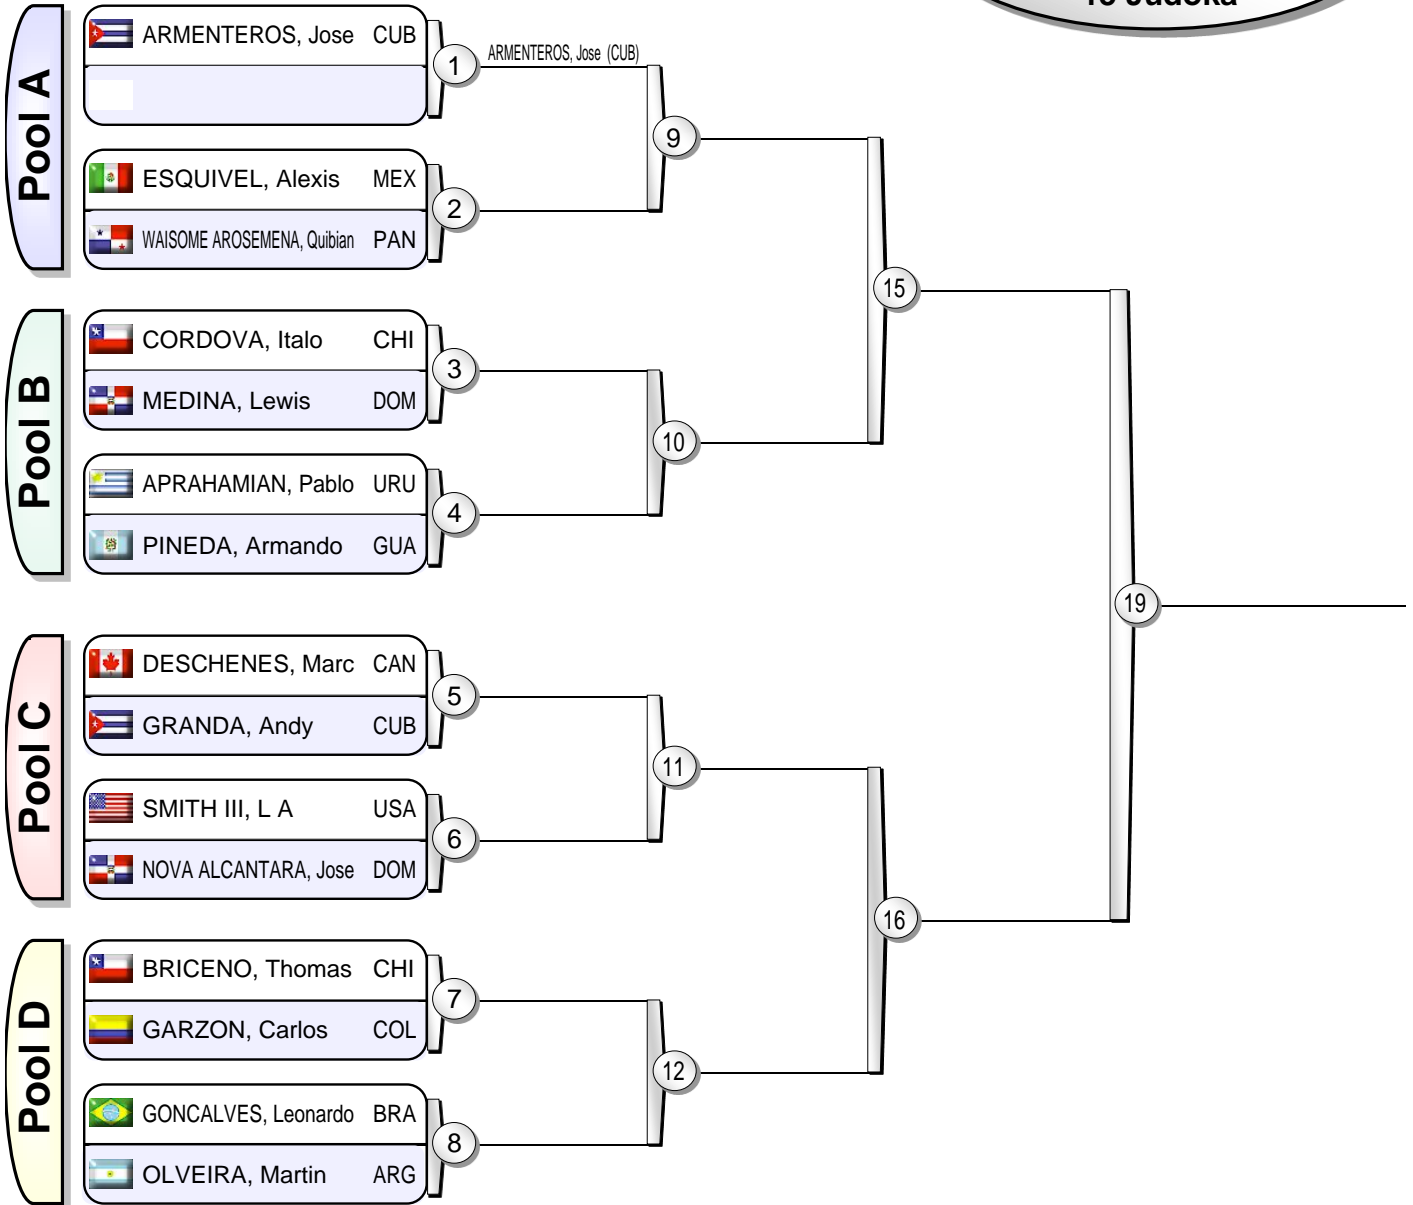 15 Judoka
Pool A
ARMENTEROS, Jose CUB
1
ARMENTEROS, Jose (CUB)
9
ESQUIVEL, Alexis MEX
2
WAISOME AROSEMENA, Quibian PAN
15
Pool B
CORDOVA, Italo CHI
3
MEDINA, Lewis DOM
10
APRAHAMIAN, Pablo URU
4
PINEDA, Armando GUA
19
Pool C
DESCHENES, Marc CAN
5
GRANDA, Andy CUB
11
SMITH III, L A USA
6
NOVA ALCANTARA, Jose DOM
16
Pool D
BRICENO, Thomas CHI
7
GARZON, Carlos COL
12
GONCALVES, Leonardo BRA
8
OLVEIRA, Martin ARG